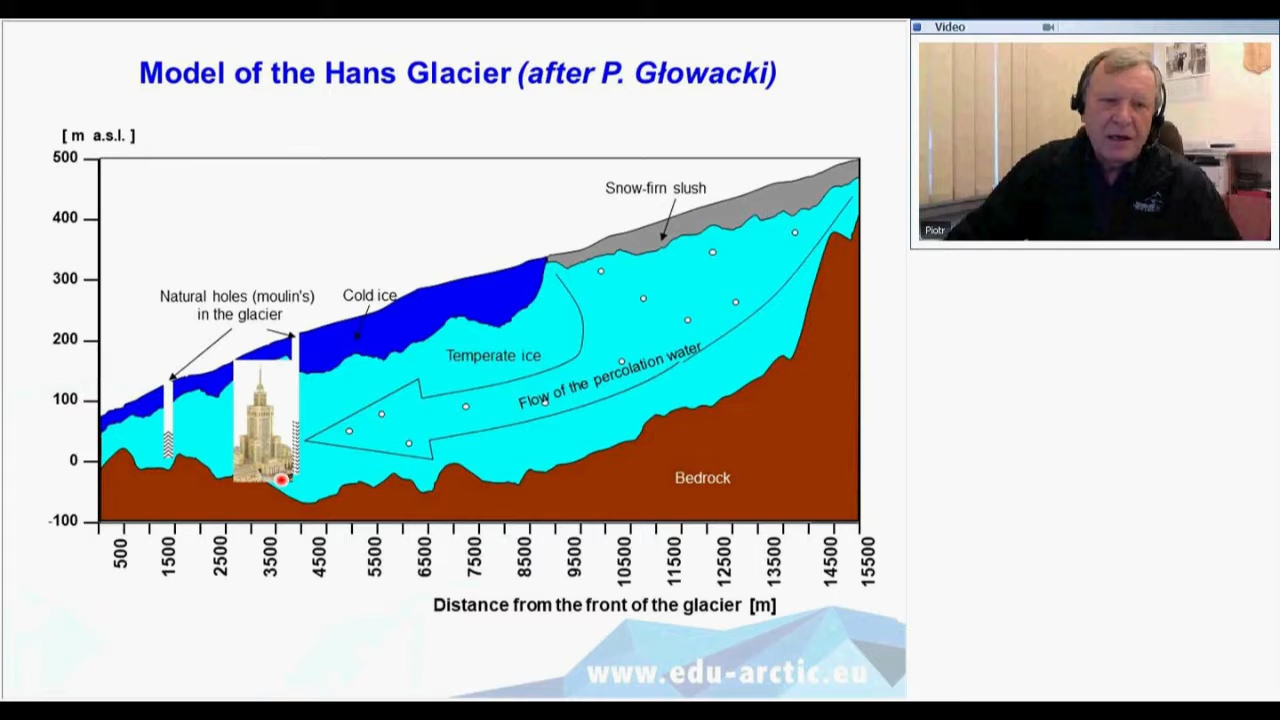 Video
Model of the Hans Glacier (after P. Głowacki)
[ m a.s.l. ]
500
400
300
200
100
0
-100
Snow-firn slush
Natural holes (moulin's)
in the glacier
Cold ice
Temperate ice
Flow of the percolation water
Bedrock
500
1500
2500
3500
4500
5500
6500
7500
8500
9500
10500
11500
12500
13500
14500
15500
Distance from the front of the glacier [m]
www.edu-arctic.eu
Piotr